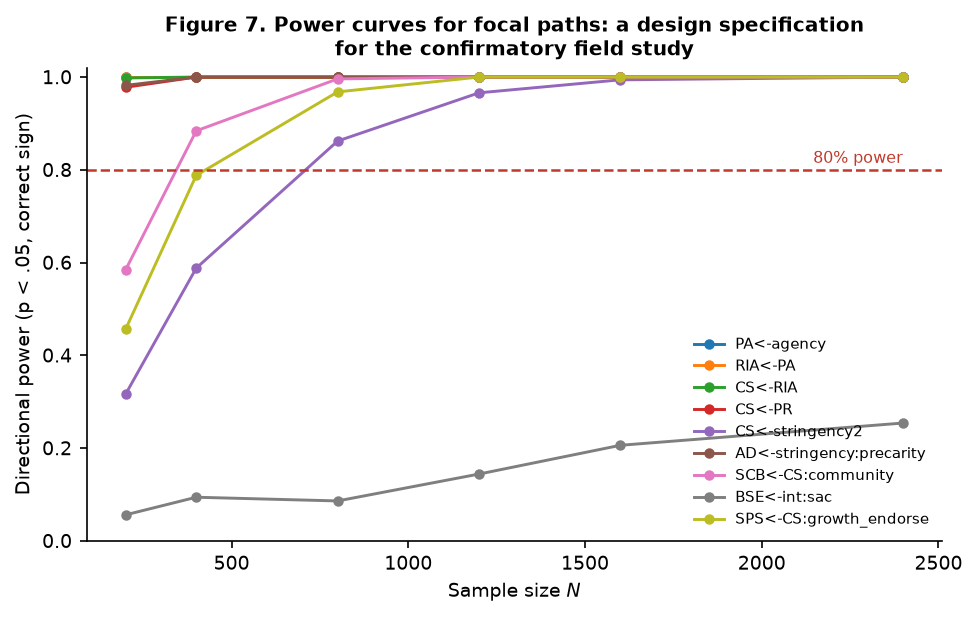 Figure 7. Power curves for focal paths: a design specification
for the confirmatory field study
Directional power (p < .05, correct sign)
1.0
0.8
0.6
0.4
0.2
0.0
80% power
PA<-agency
RIA<-PA
CS<-RIA
CS<-PR
CS<-stringency2
AD<-stringency:precarity
SCB<-CS:community
BSE<-int:sac
SPS<-CS:growth_endorse
500
1000
1500
2000
2500
Sample size N